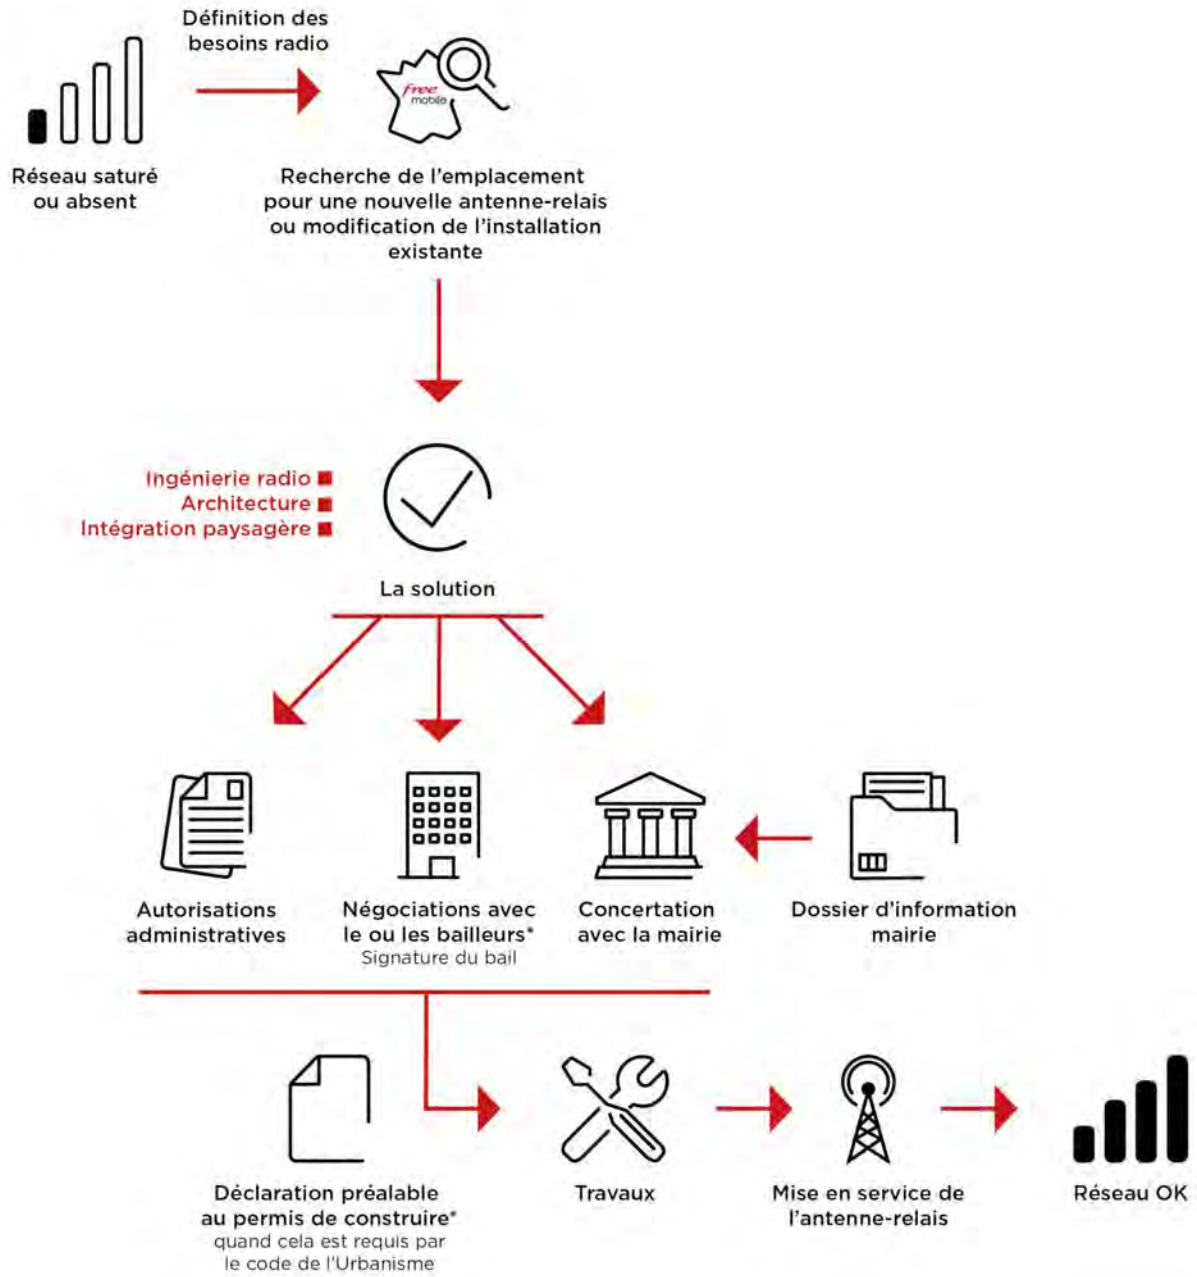 Définition des
besoins radio
free
mobile
Réseau saturé
ou absent
Recherche de l'emplacement
pour une nouvelle antenne-relais
ou modification de l'installation
existante
Ingénierie radio
Architecture
Intégration paysagère
La solution
Autorisations
administratives
Négociations avec
le ou les bailleurs*
Signature du bail
Concertation
avec la mairie
Dossier d'information
mairie
Déclaration préalable
au permis de construire*
quand cela est requis par
le code de l'Urbanisme
Travaux
Mise en service de
l'antenne-relais
Réseau OK